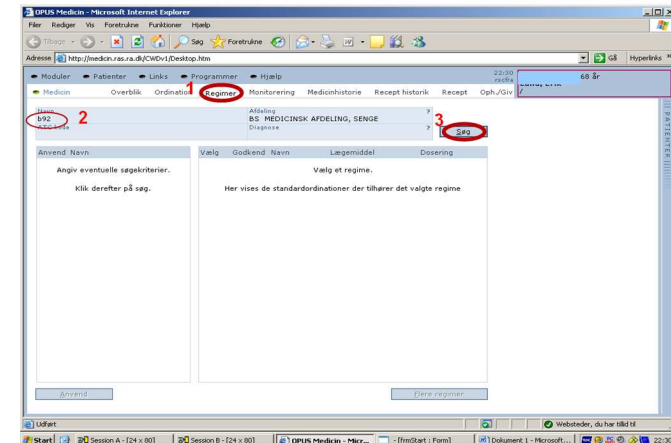 OPUS Medicin - Microsoft Internet Explorer
Filer Rediger Vis Foretrukne Funktioner Hjælp
Tilbage Søg Foretrukne
Adresse http://medicin.ras.ra.dk/CWDv1/Desktop.htm Gå Hyperlinks
Moduler Patienter Links Programmer Hjælp 22:30
68 år
1
Medicin Overblik Ordination Regimer Monitorering Medicinhistorie Recept historik Recept Oph./Giv /
PATIENTER
Navn Afdeling ?
b92 2 BS MEDICINSK AFDELING, SENGE 3
ATC kode Diagnose ? Søg
Anvend Navn Vælg Godkend Navn Lægemiddel Dosering
Angiv eventuelle søgekriterier. Vælg et regime.
Klik derefter på søg. Her vises de standardordinationer der tilhører det valgte regime
Anvend Flere regimer
Udført Websteder, du har tillid til
Start Session A - [24 x 80] Session B - [24 x 80] OPUS Medicin - Micr... - [frmStart : Form] Dokument 1 - Microsoft...